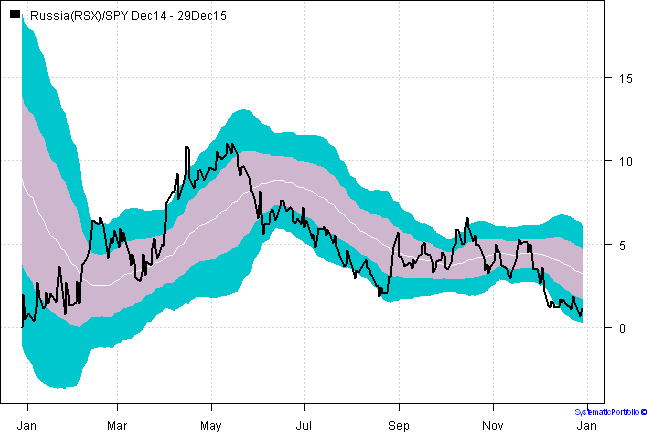 Russia(RSX)/SPY Dec14 - 29Dec15
15
10
5
0
Jan Mar May Jul Sep Nov Jan
SystematicPortfolio ©